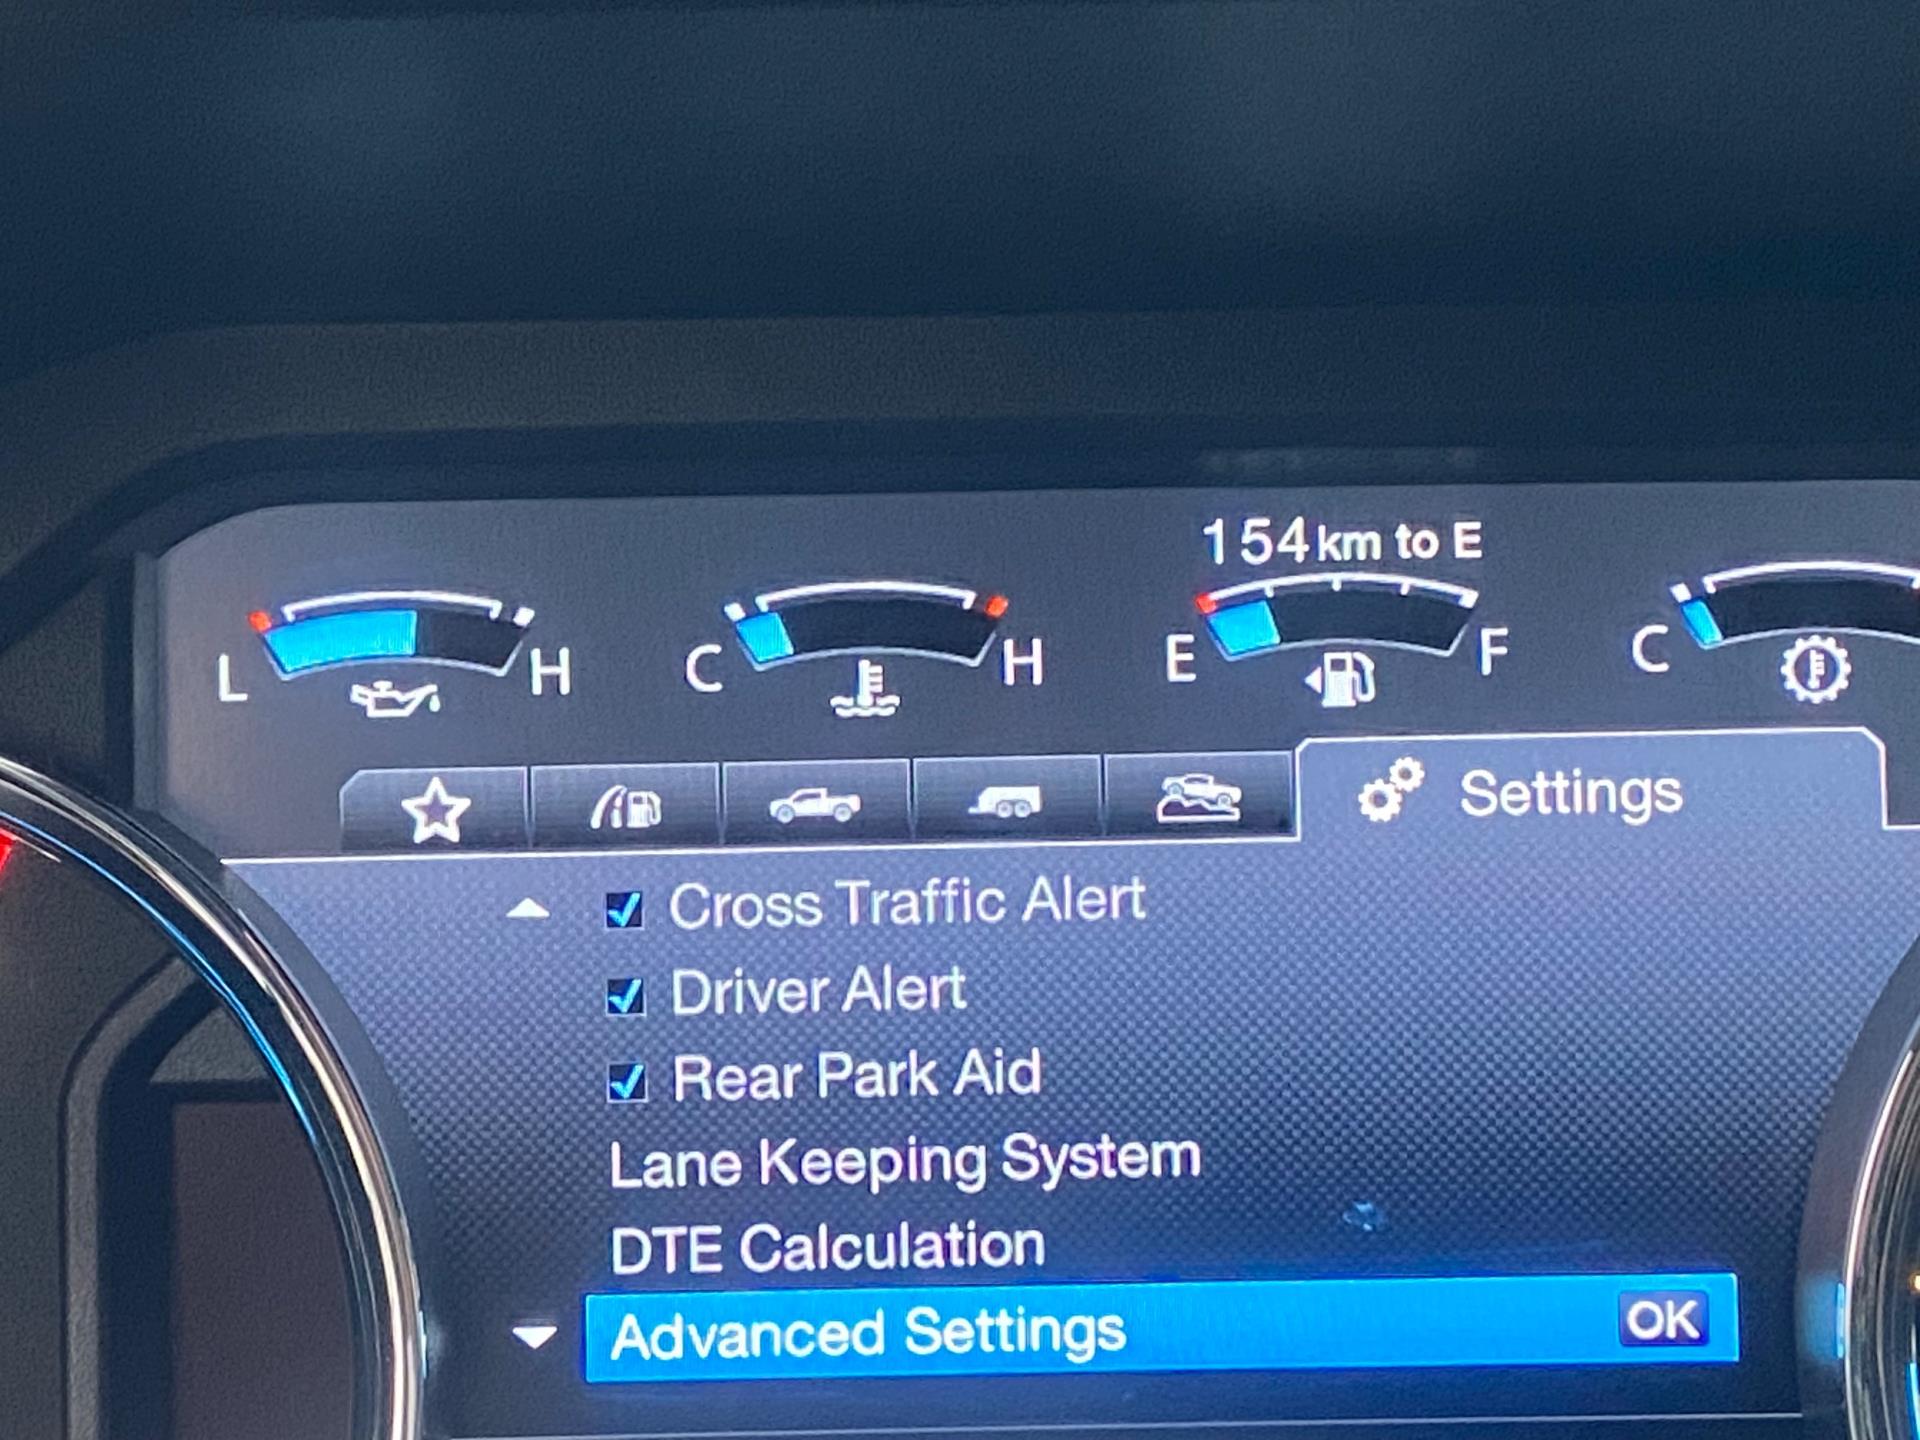 154 km to E
L H C H E F C
Settings
Cross Traffic Alert
Driver Alert
Rear Park Aid
Lane Keeping System
DTE Calculation
Advanced Settings OK